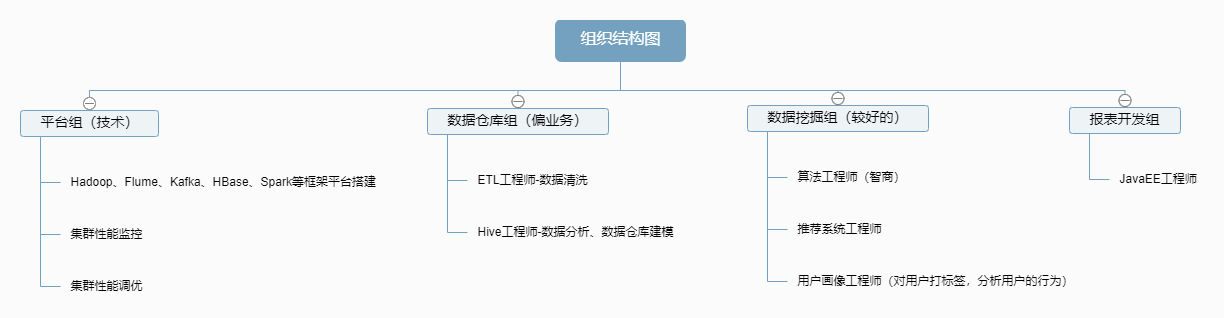 组织结构图
平台组（技术）
Hadoop、Flume、Kafka、HBase、Spark等框架平台搭建
集群性能监控
集群性能调优
数据仓库组（偏业务）
ETL工程师-数据清洗
Hive工程师-数据分析、数据仓库建模
数据挖掘组（较好的）
算法工程师（智商）
推荐系统工程师
用户画像工程师（对用户打标签，分析用户的行为）
报表开发组
JavaEE工程师